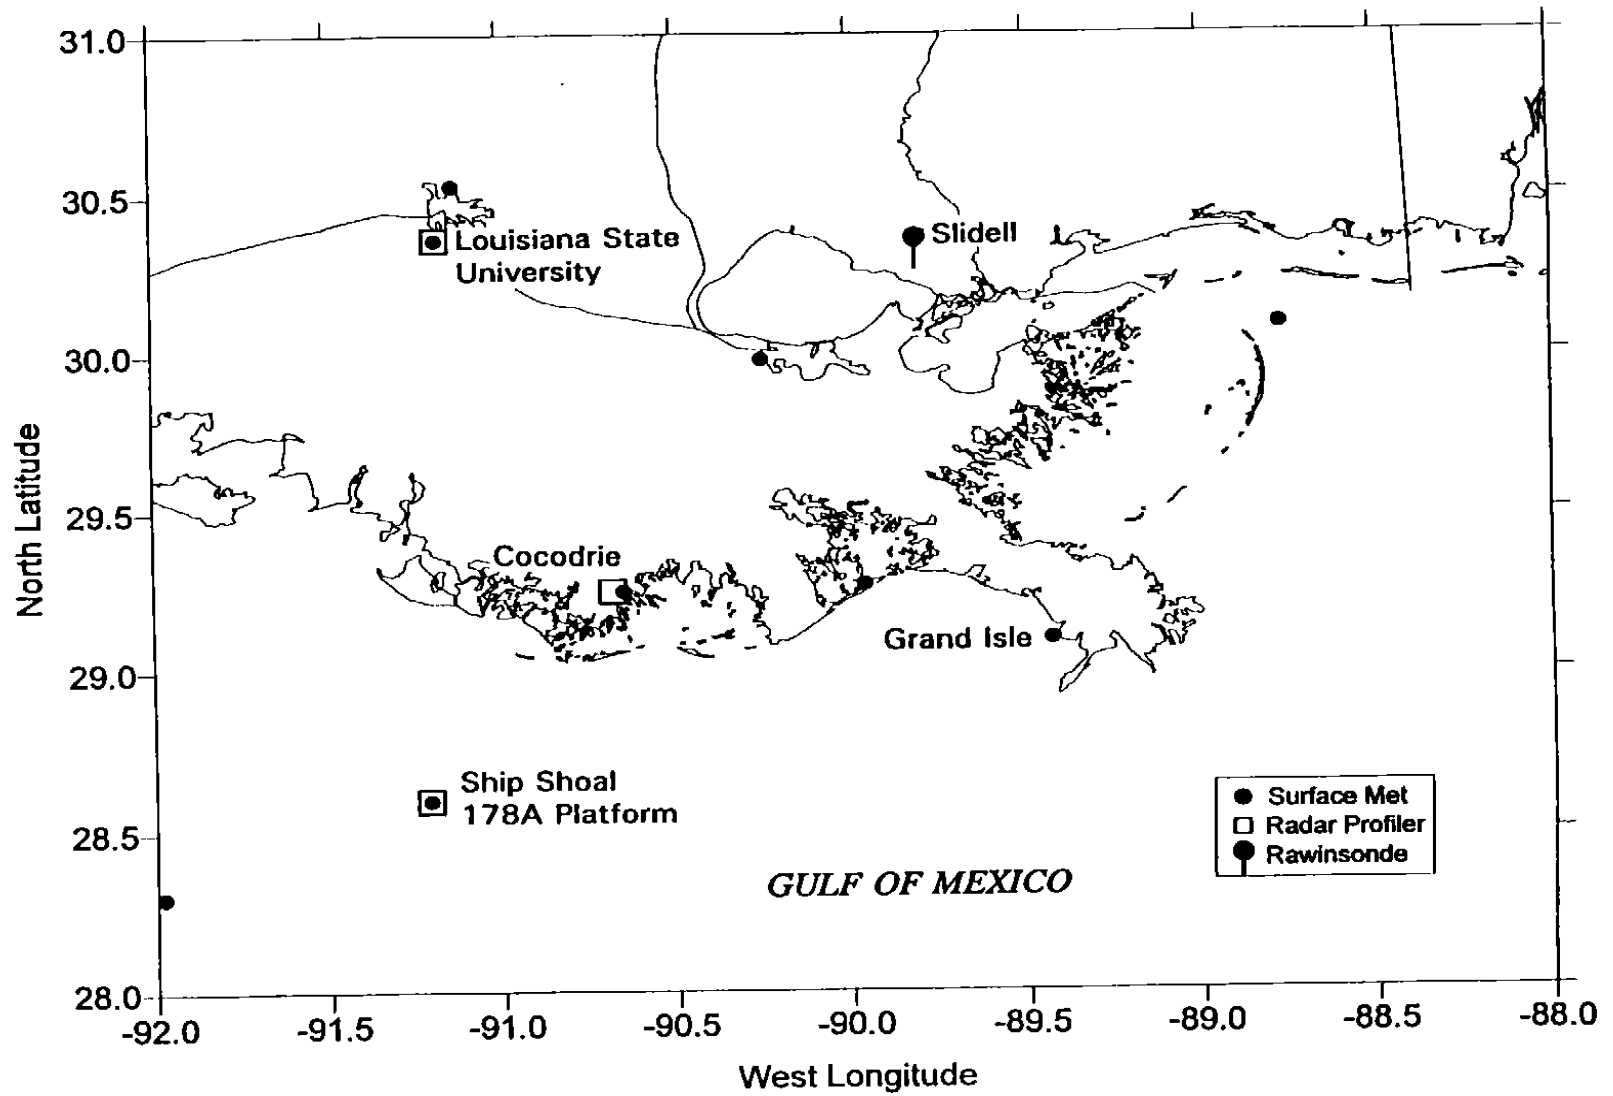 31.0
30.5
30.0
29.5
29.0
28.5
28.0
North Latitude
Louisiana State
University
Slidell
Cocodrie
Grand Isle
Ship Shoal
178A Platform
GULF OF MEXICO
Surface Met
Radar Profiler
Rawinsonde
-92.0 -91.5 -91.0 -90.5 -90.0 -89.5 -89.0 -88.5 -88.0
West Longitude